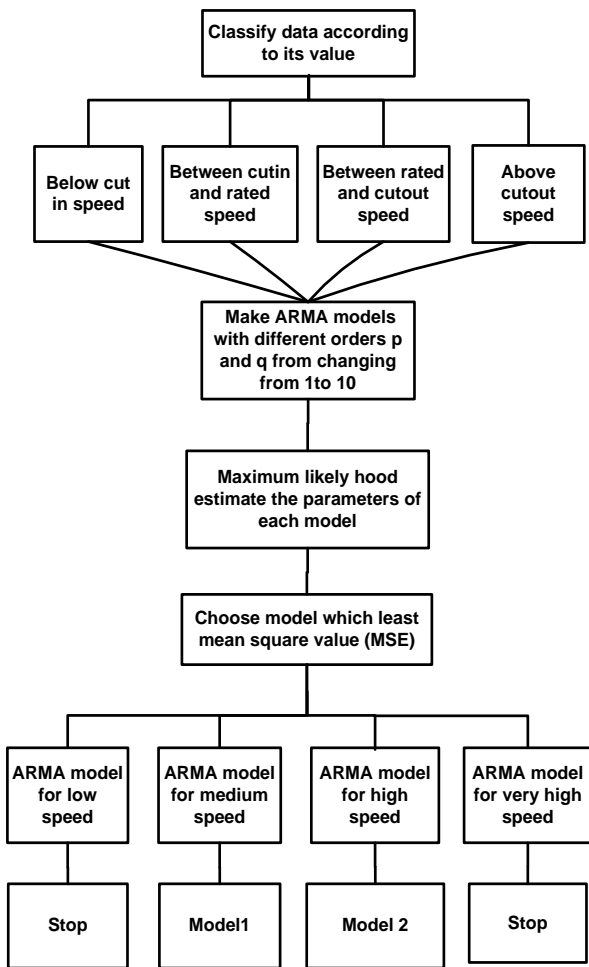 Classify data according
to its value
Below cut
in speed
Between cutin
and rated
speed
Between rated
and cutout
speed
Above
cutout
speed
Make ARMA models
with different orders p
and q from changing
from 1to 10
Maximum likely hood
estimate the parameters of
each model
Choose model which least
mean square value (MSE)
ARMA model
for low
speed
ARMA model
for medium
speed
ARMA model
for high
speed
ARMA model
for very high
speed
Stop
Model1
Model 2
Stop